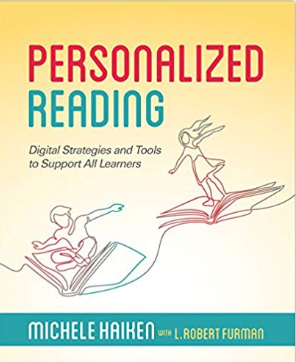 PERSONALIZED
READING
Digital Strategies and Tools
to Support All Learners
MICHELE HAIKEN WITH L. ROBERT FURMAN